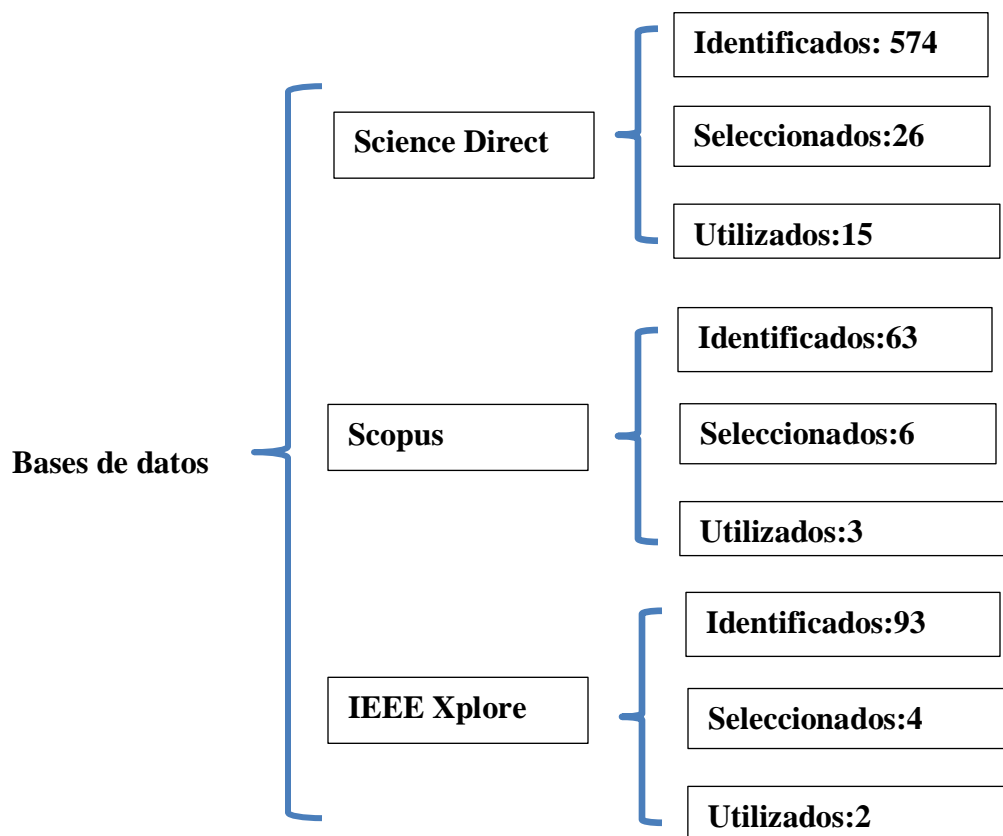 Bases de datos
Science Direct
Identificados: 574
Seleccionados:26
Utilizados:15
Scopus
Identificados:63
Seleccionados:6
Utilizados:3
IEEE Xplore
Identificados:93
Seleccionados:4
Utilizados:2